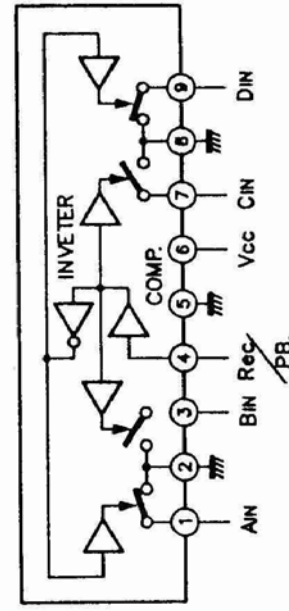 INVETER
COMP.
1 2 3 4 5 6 7 8 9
AIN
BIN
Rec/PB.
Vcc
CIN
DIN